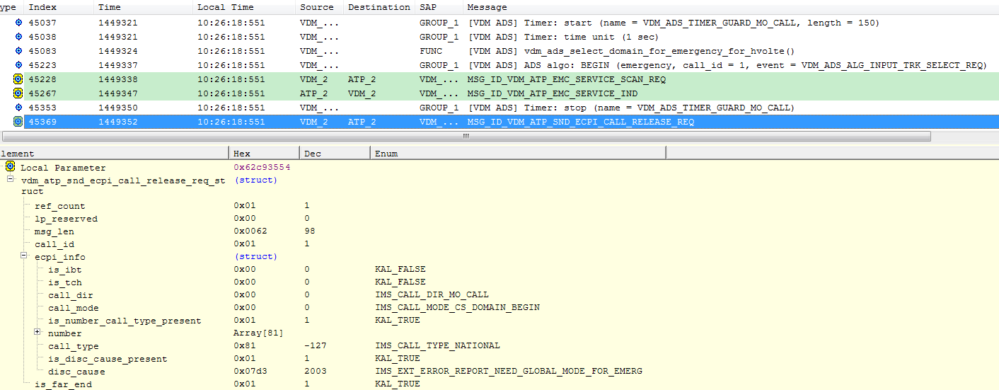 ype Index Time Local Time Source Destination SAP Message
45037 1449321 10:26:18:551 VDM_... GROUP_1 [VDM ADS] Timer: start (name = VDM_ADS_TIMER_GUARD_MO_CALL, length = 150)
45038 1449321 10:26:18:551 VDM_... GROUP_1 [VDM ADS] Timer: time unit (1 sec)
45083 1449324 10:26:18:551 VDM_... FUNC [VDM ADS] vdm_ads_select_domain_for_emergency_for_hvolte()
45223 1449337 10:26:18:551 VDM_... GROUP_1 [VDM ADS] ADS algo: BEGIN (emergency, call_id = 1, event = VDM_ADS_ALG_INPUT_TRK_SELECT_REQ)
45228 1449338 10:26:18:551 VDM_2 ATP_2 VDM_... MSG_ID_VDM_ATP_EMC_SERVICE_SCAN_REQ
45267 1449347 10:26:18:551 ATP_2 VDM_2 VDM_... MSG_ID_VDM_ATP_EMC_SERVICE_IND
45353 1449350 10:26:18:551 VDM_... GROUP_1 [VDM ADS] Timer: stop (name = VDM_ADS_TIMER_GUARD_MO_CALL)
45369 1449352 10:26:18:551 VDM_2 ATP_2 VDM_... MSG_ID_VDM_ATP_SND_ECPI_CALL_RELEASE_REQ
lement Hex Dec Enum
Local Parameter 0x62c93554
vdm_atp_snd_ecpi_call_release_req_st (struct)
ruct
ref_count 0x01 1
lp_reserved 0x00 0
msg_len 0x0062 98
call_id 0x01 1
ecpi_info (struct)
is_ibt 0x00 0 KAL_FALSE
is_tch 0x00 0 KAL_FALSE
call_dir 0x00 0 IMS_CALL_DIR_MO_CALL
call_mode 0x00 0 IMS_CALL_MODE_CS_DOMAIN_BEGIN
is_number_call_type_present 0x01 1 KAL_TRUE
number Array[81]
call_type 0x81 -127 IMS_CALL_TYPE_NATIONAL
is_disc_cause_present 0x01 1 KAL_TRUE
disc_cause 0x07d3 2003 IMS_EXT_ERROR_REPORT_NEED_GLOBAL_MODE_FOR_EMERG
is_far_end 0x01 1 KAL_TRUE